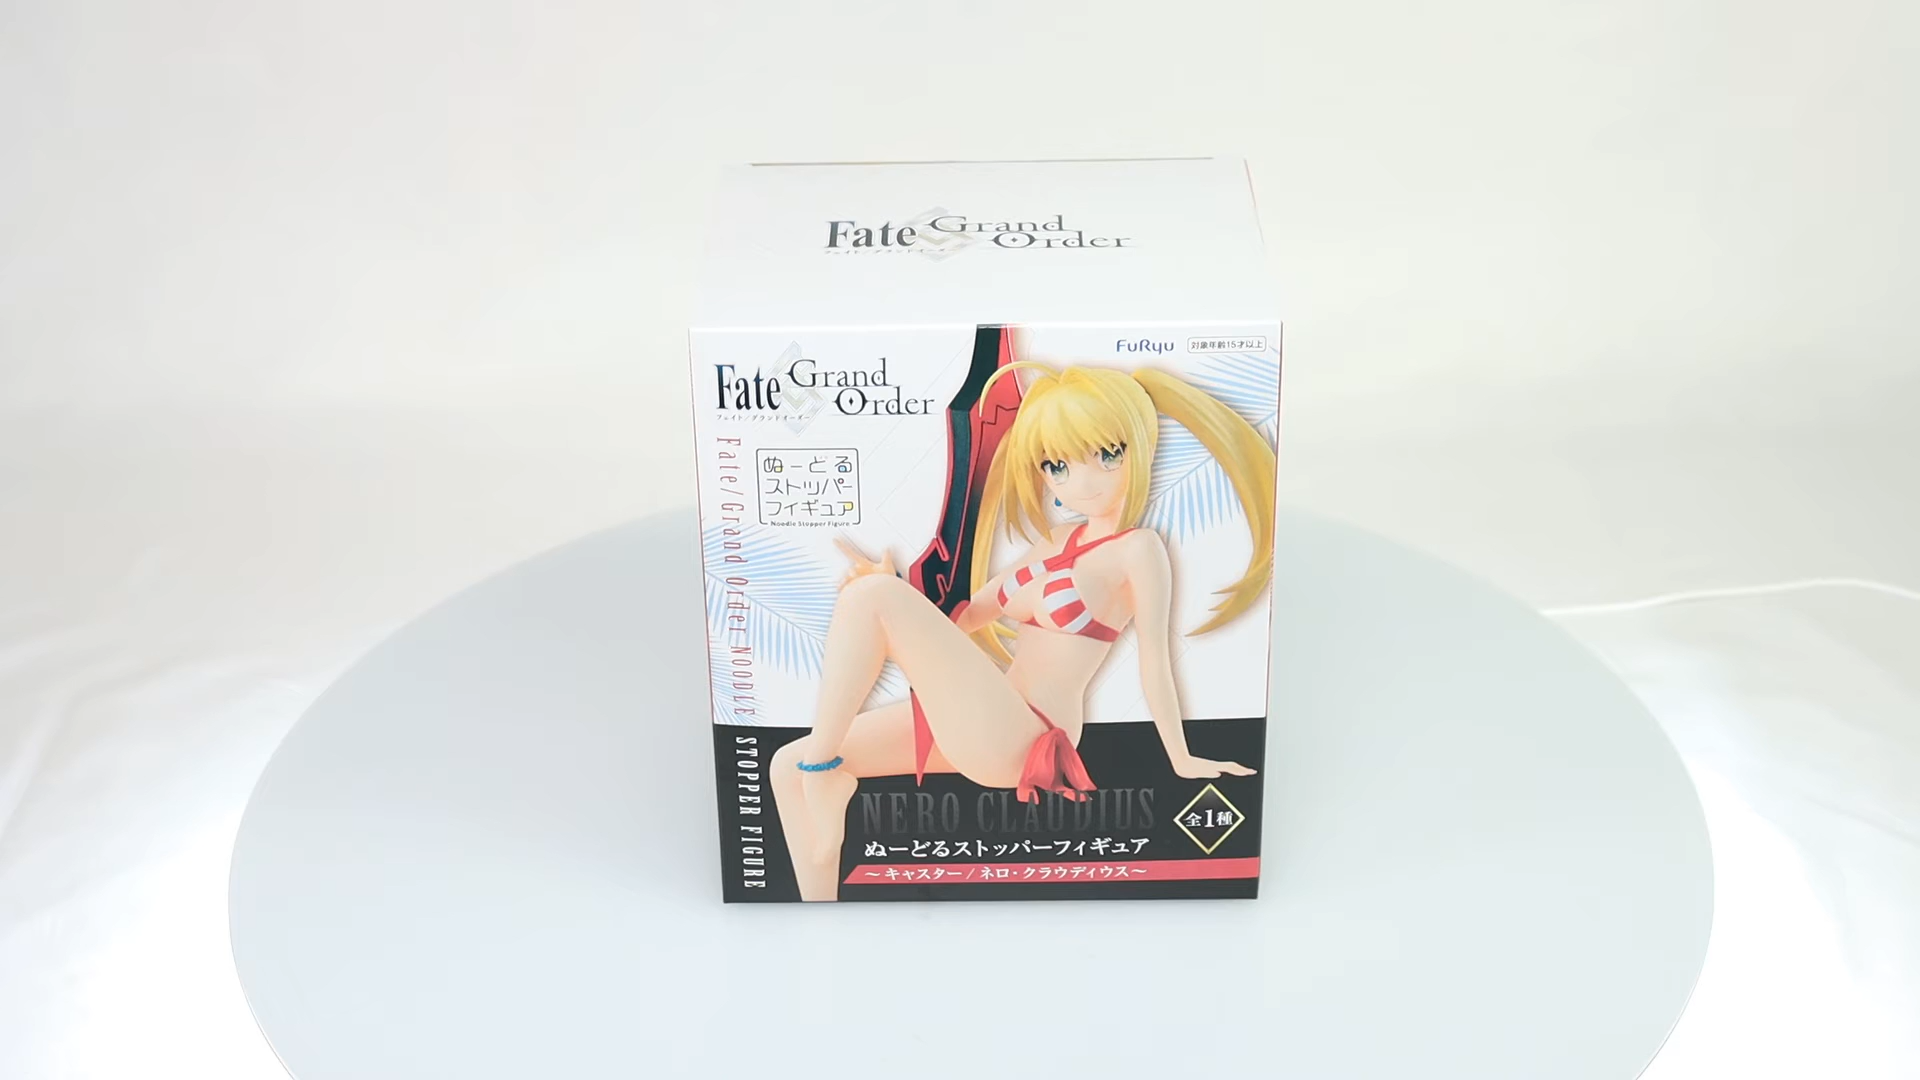 Fate Grand Order
フェイト/グランドオーダー
FuRyu
対象年齢15才以上
Fate Grand Order
フェイト/グランドオーダー
ぬーどる
ストッパー
フィギュア
Noodle Stopper Figure
Fate/Grand Order NOODLE STOPPER FIGURE
NERO CLAUDIUS
全1種
ぬーどるストッパーフィギュア
～キャスター/ネロ・クラウディウス～